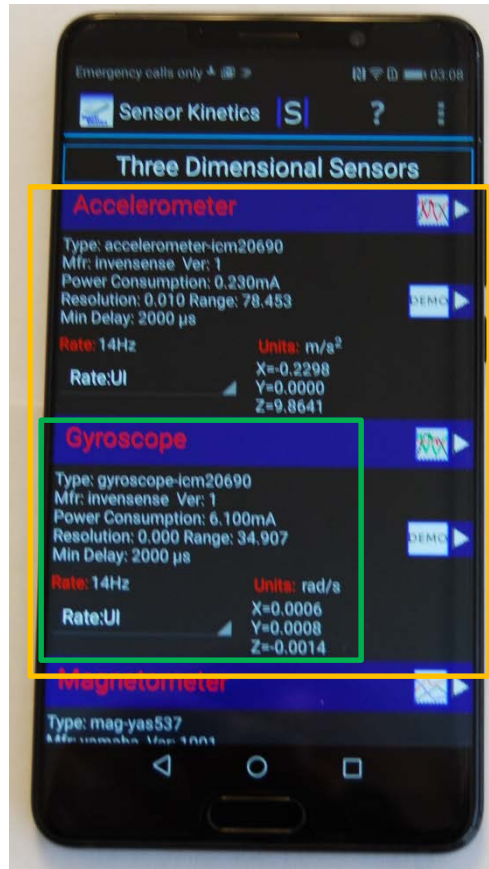 Emergency calls only
03:08
Sensor Kinetics |S| ?
Three Dimensional Sensors
Accelerometer
Type: accelerometer-icm20690
Mfr: invensense Ver: 1
Power Consumption: 0.230mA
Resolution: 0.010 Range: 78.453
DEMO
Min Delay: 2000 µs
Rate: 14Hz Units: m/s²
Rate:UI
X=-0.2298
Y=0.0000
Z=9.8641
Gyroscope
Type: gyroscope-icm20690
Mfr: invensense Ver: 1
Power Consumption: 6.100mA
Resolution: 0.000 Range: 34.907
DEMO
Min Delay: 2000 µs
Rate: 14Hz Units: rad/s
Rate:UI
X=0.0006
Y=0.0008
Z=-0.0014
Magnetometer
Type: mag-yas537
Mfr: yamaha Ver: 1001